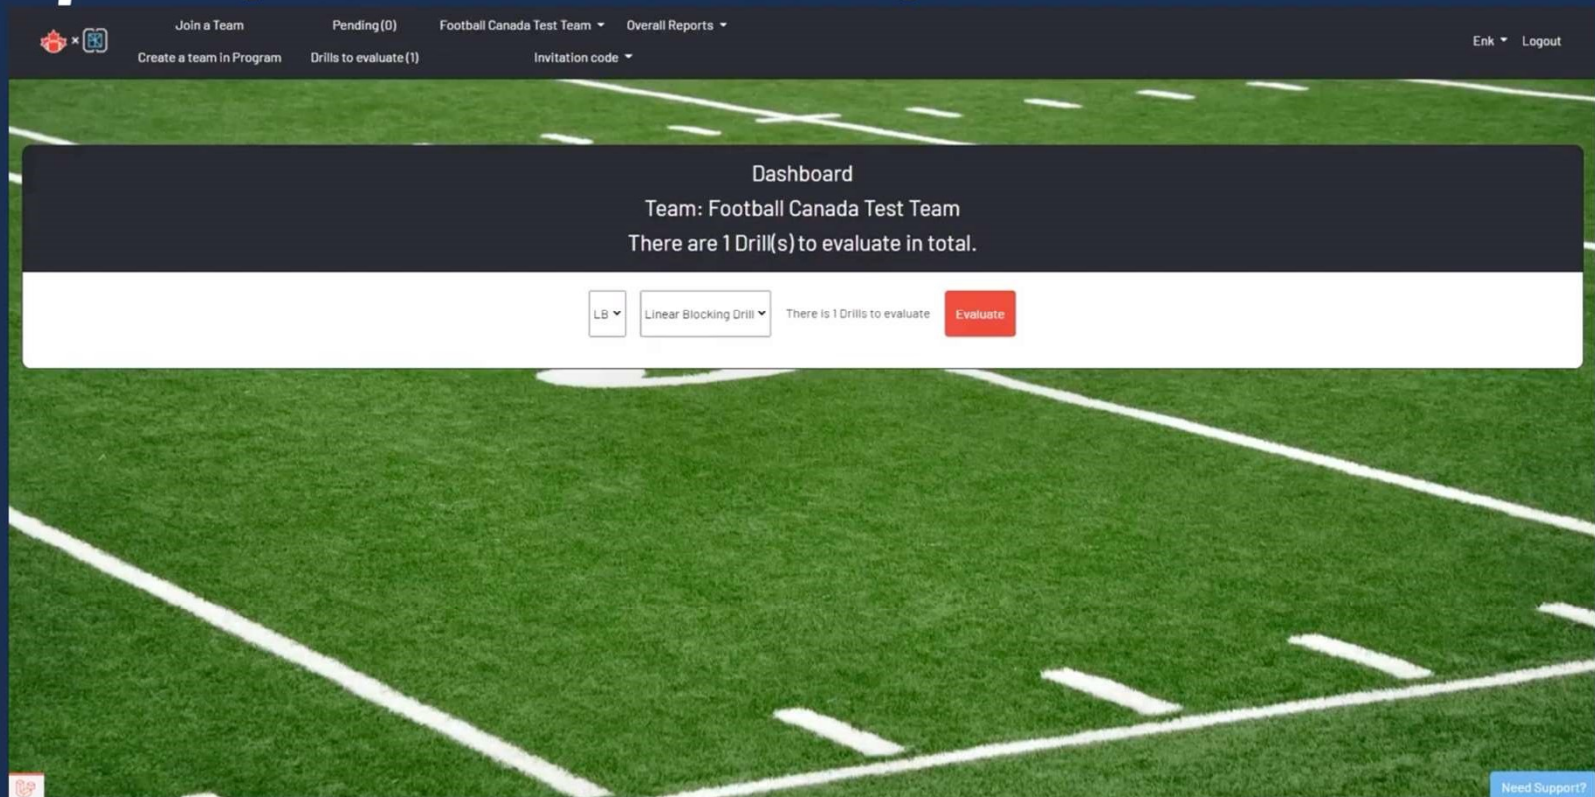 Join a Team
Pending (0)
Football Canada Test Team
Overall Reports
Create a team in Program
Drills to evaluate (1)
Invitation code
Enk
Logout
Dashboard
Team: Football Canada Test Team
There are 1 Drill(s) to evaluate in total.
LB
Linear Blocking Drill
There is 1 Drills to evaluate
Evaluate
Need Support?